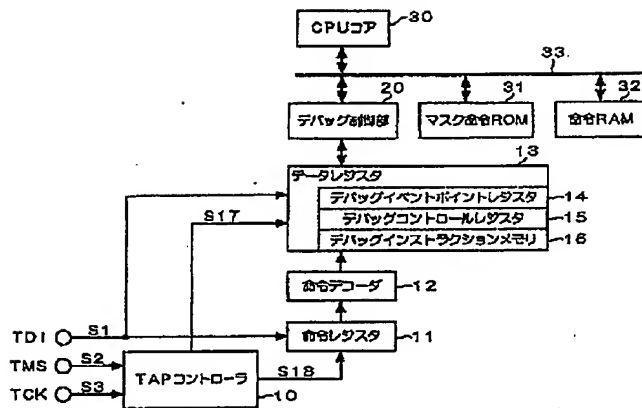 CPUコア
30
33
20
31
32
デバッグ制御部
マスク命令ROM
命令RAM
13
データレジスタ
デバッグイベントポイントレジスタ
14
デバッグコントロールレジスタ
15
デバッグインストラクションメモリ
16
S17
命令デコーダ
12
TDI
S1
命令レジスタ
11
TMS
S2
TCK
S3
TAPコントローラ
S18
10